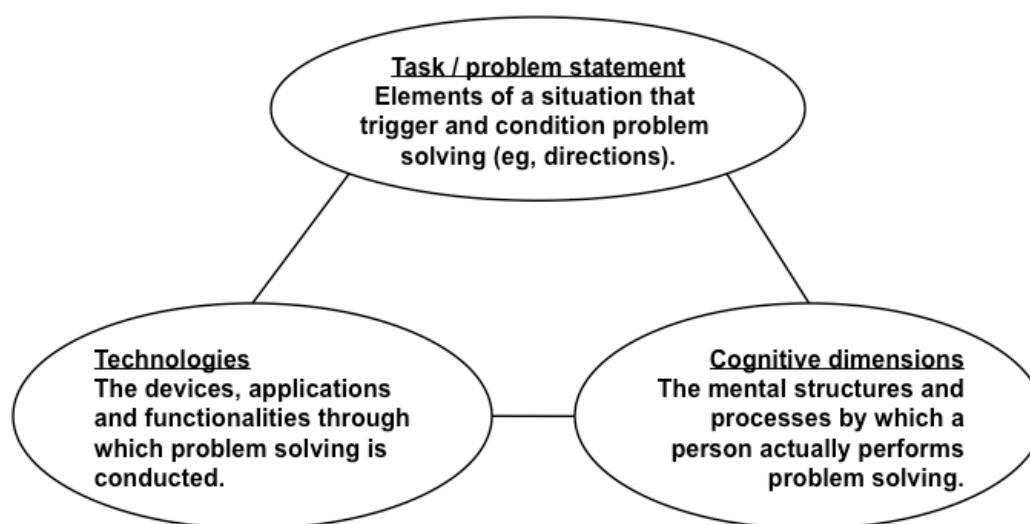 Task / problem statement
Elements of a situation that
trigger and condition problem
solving (eg, directions).
Technologies
The devices, applications
and functionalities through
which problem solving is
conducted.
Cognitive dimensions
The mental structures and
processes by which a
person actually performs
problem solving.